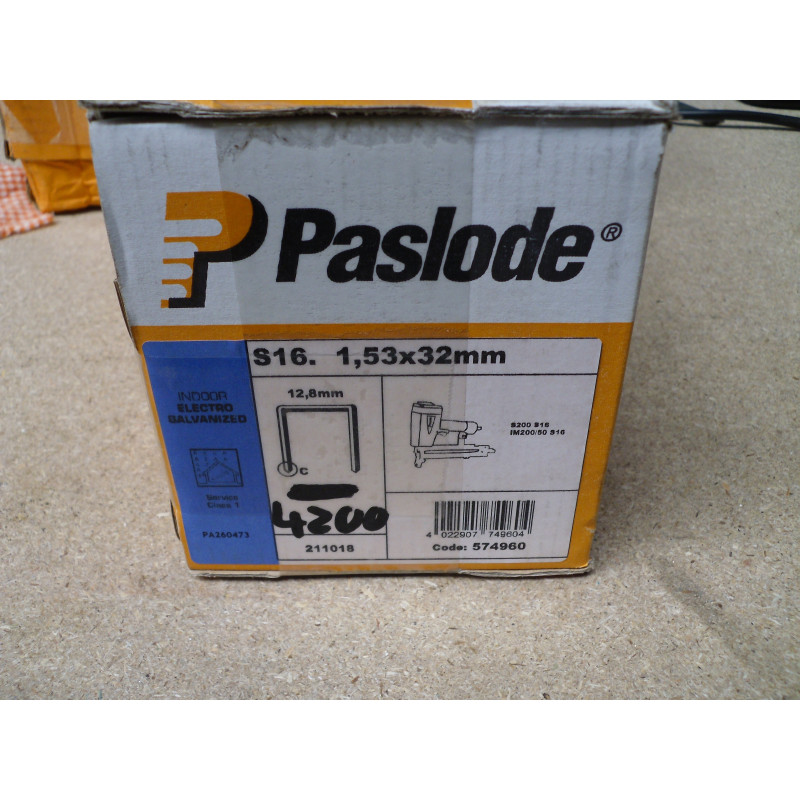 Paslode®
S16. 1,53x32mm
INDOOR
ELECTRO
GALVANIZED
Service
Class 1
PA260473
12,8mm
C
4200
211018
S200 S16
IM200/50 S16
4 022907 749604
Code: 574960